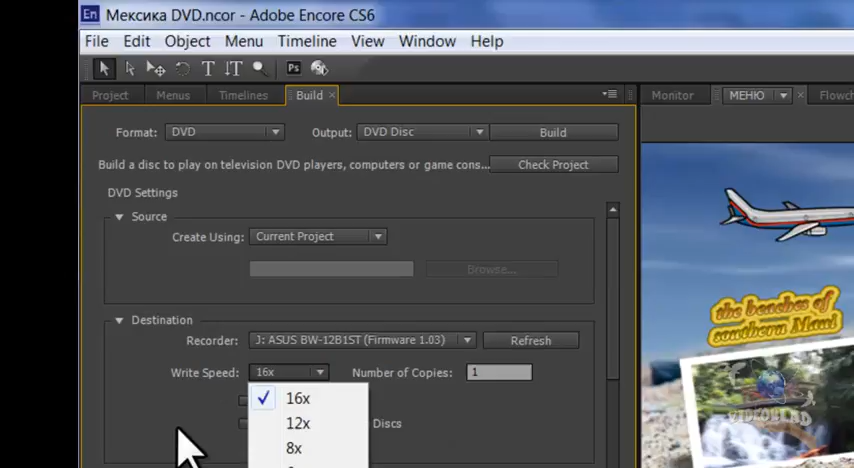 En Мексика DVD.ncor - Adobe Encore CS6
File Edit Object Menu Timeline View Window Help
T T Ps
Project Menus Timelines Build × Monitor МЕНЮ × Flowch
Format: DVD Output: DVD Disc Build
Build a disc to play on television DVD players, computers or game cons... Check Project
DVD Settings
Source
Create Using: Current Project
Browse...
the beaches of
southern Maui
Destination
Recorder: J: ASUS BW-12B1ST (Firmware 1.03) Refresh
Write Speed: 16x Number of Copies: 1
16x
12x Discs
8x
VIDEOVLAD